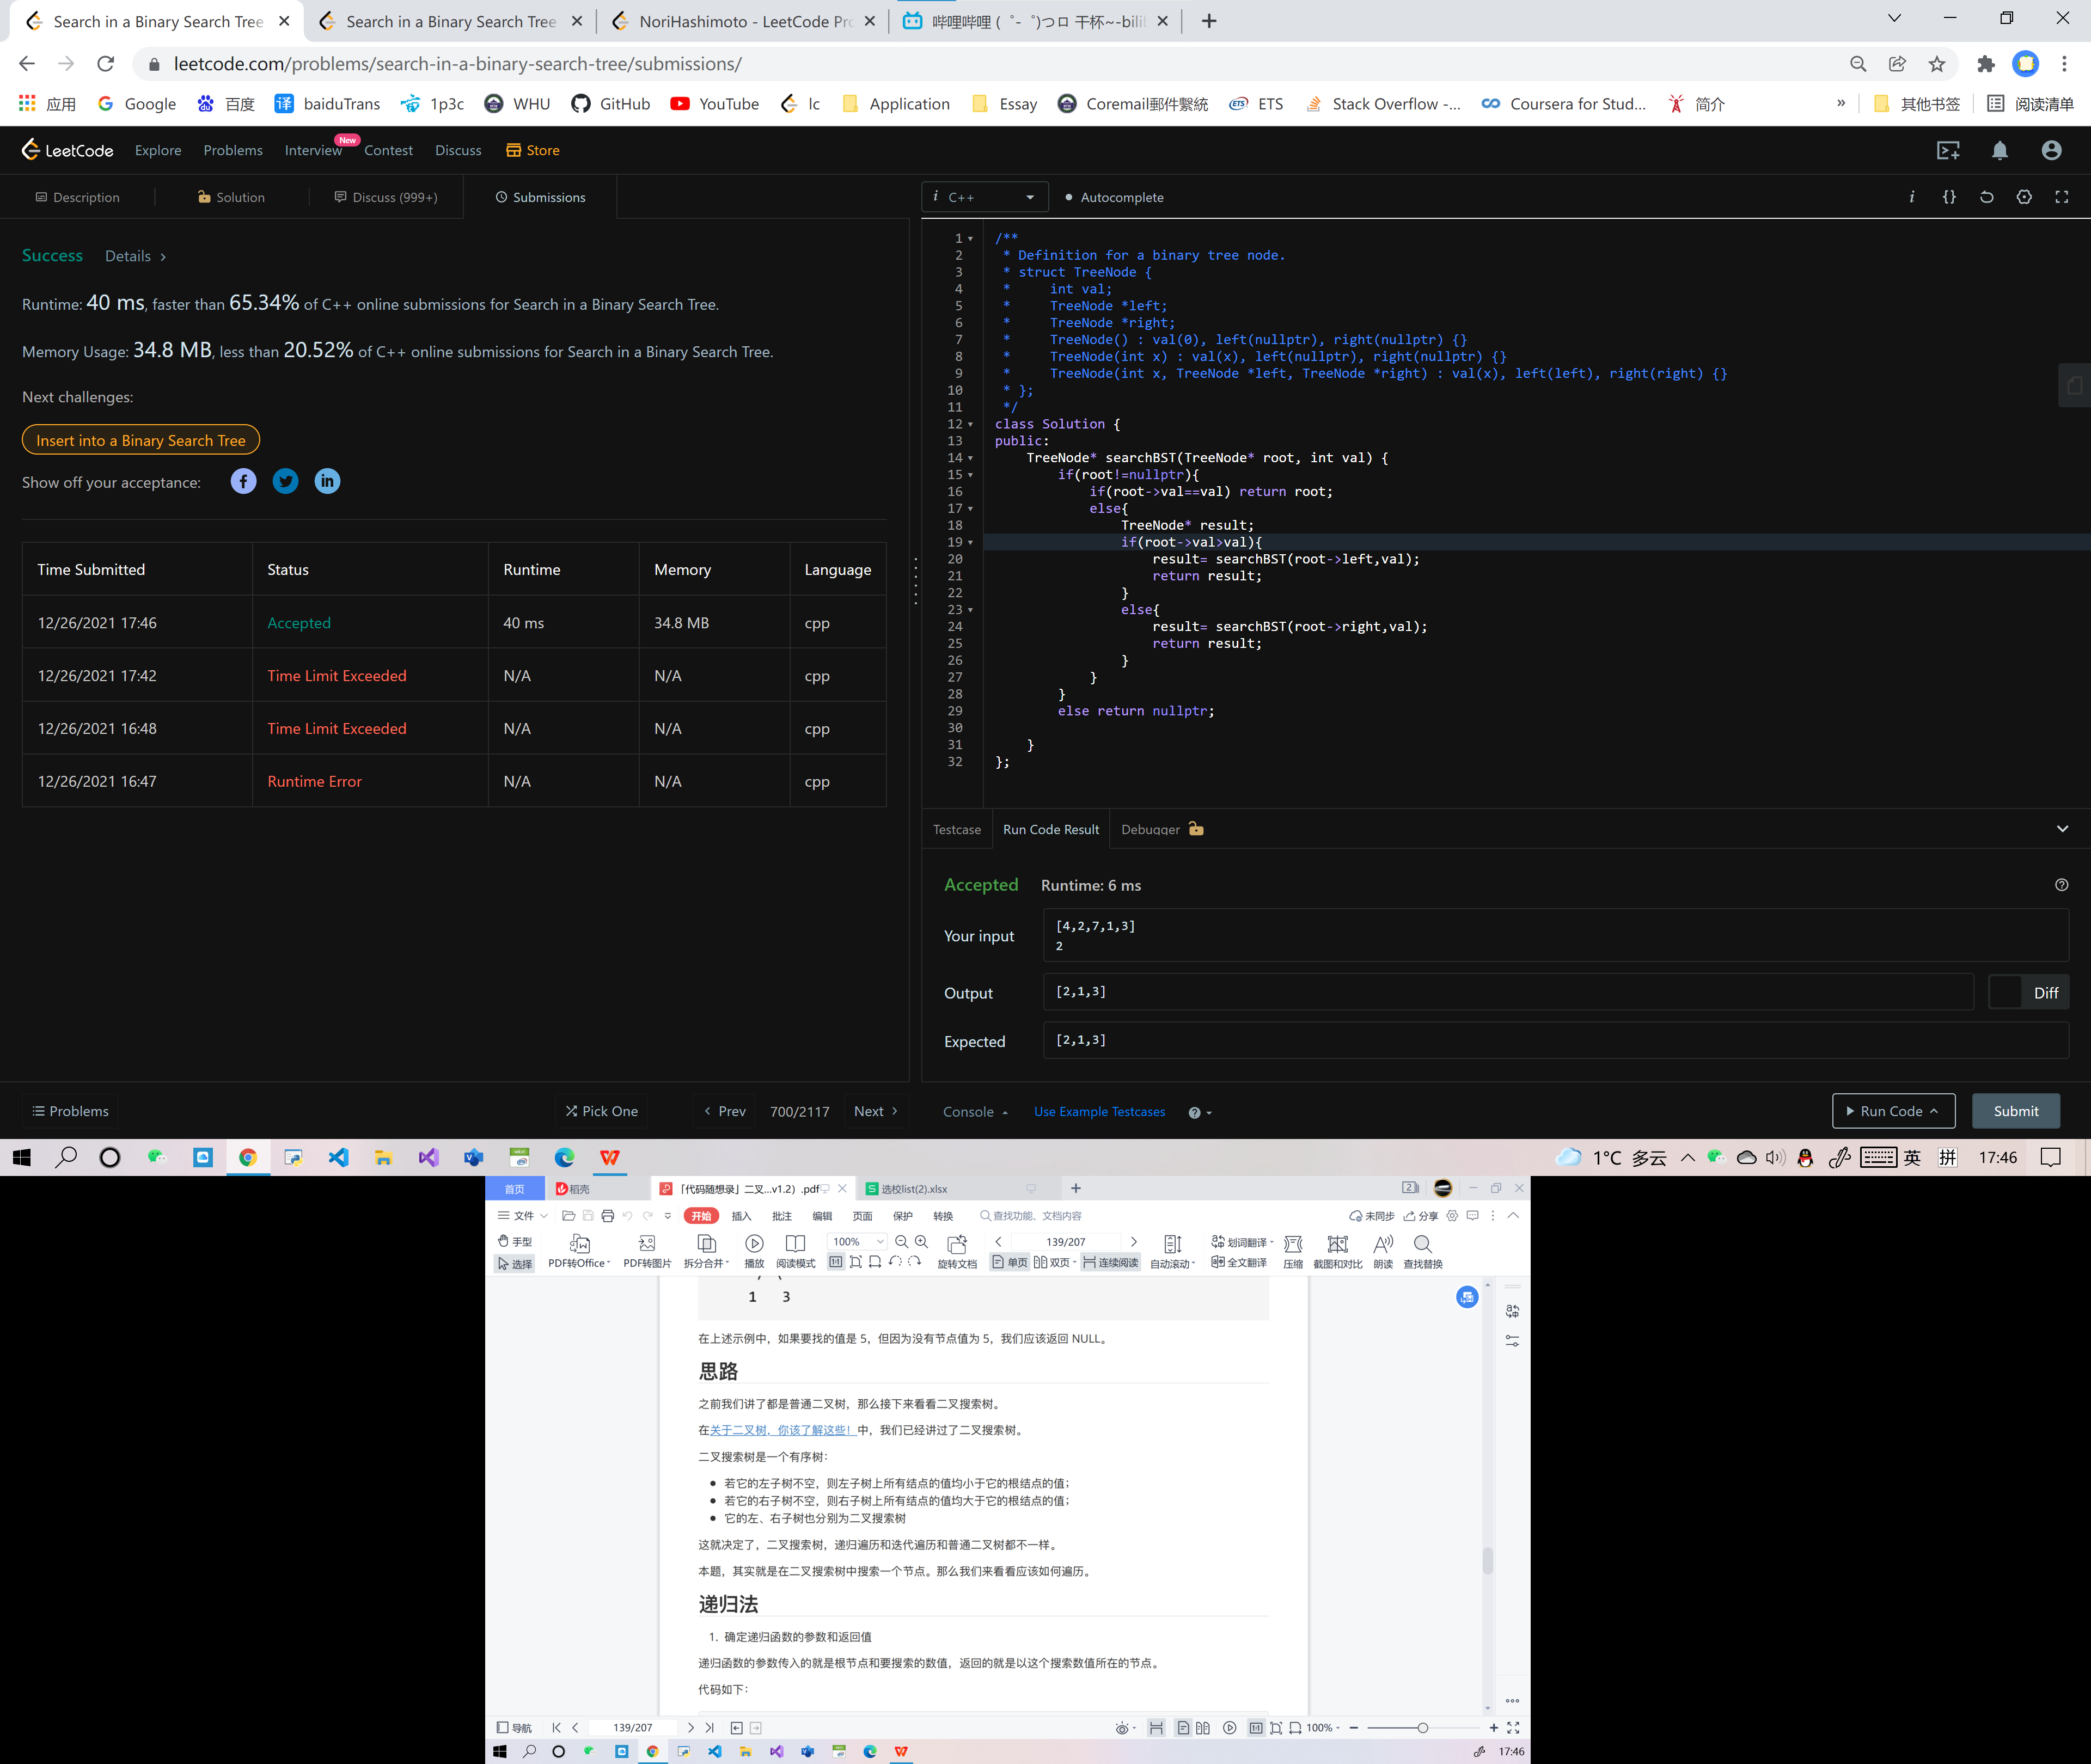 Search in a Binary Search Tree
Search in a Binary Search Tree
NoriHashimoto - LeetCode Pr
哔哩哔哩 (゜-゜)つロ 干杯~-bili
leetcode.com/problems/search-in-a-binary-search-tree/submissions/
应用 Google 百度 baiduTrans 1p3c WHU GitHub YouTube lc Application Essay Coremail郵件繫統 ETS Stack Overflow -... Coursera for Stud... 简介 » 其他书签 阅读清单
LeetCode Explore Problems Interview New Contest Discuss Store
Description Solution Discuss (999+) Submissions
i C++ Autocomplete
Success Details >
Runtime: 40 ms, faster than 65.34% of C++ online submissions for Search in a Binary Search Tree.
Memory Usage: 34.8 MB, less than 20.52% of C++ online submissions for Search in a Binary Search Tree.
Next challenges:
Insert into a Binary Search Tree
Show off your acceptance:
Time Submitted Status Runtime Memory Language
12/26/2021 17:46 Accepted 40 ms 34.8 MB cpp
12/26/2021 17:42 Time Limit Exceeded N/A N/A cpp
12/26/2021 16:48 Time Limit Exceeded N/A N/A cpp
12/26/2021 16:47 Runtime Error N/A N/A cpp
1 /**
2 * Definition for a binary tree node.
3 * struct TreeNode {
4 * int val;
5 * TreeNode *left;
6 * TreeNode *right;
7 * TreeNode() : val(0), left(nullptr), right(nullptr) {}
8 * TreeNode(int x) : val(x), left(nullptr), right(nullptr) {}
9 * TreeNode(int x, TreeNode *left, TreeNode *right) : val(x), left(left), right(right) {}
10 * };
11 */
12 class Solution {
13 public:
14 TreeNode* searchBST(TreeNode* root, int val) {
15 if(root!=nullptr){
16 if(root->val==val) return root;
17 else{
18 TreeNode* result;
19 if(root->val>val){
20 result= searchBST(root->left,val);
21 return result;
22 }
23 else{
24 result= searchBST(root->right,val);
25 return result;
26 }
27 }
28 }
29 else return nullptr;
30
31 }
32 };
Testcase Run Code Result Debugger
Accepted Runtime: 6 ms
Your input
[4,2,7,1,3]
2
Output [2,1,3] Diff
Expected [2,1,3]
Problems Pick One Prev 700/2117 Next Console Use Example Testcases Run Code Submit
1°C 多云 英 拼 17:46
首页 稻壳 「代码随想录」二叉...v1.2）.pdf 选校list(2).xlsx
文件 开始 插入 批注 编辑 页面 保护 转换 查找功能、文档内容 未同步 分享
手型 选择 PDF转Office PDF转图片 拆分合并 播放 阅读模式 100% 旋转文档 139/207 单页 双页 连续阅读 自动滚动 划词翻译 全文翻译 压缩 截图和对比 朗读 查找替换
1 3
在上述示例中，如果要找的值是 5，但因为没有节点值为 5，我们应该返回 NULL。
思路
之前我们讲了都是普通二叉树，那么接下来看看二叉搜索树。
在关于二叉树，你该了解这些！中，我们已经讲过了二叉搜索树。
二叉搜索树是一个有序树：
若它的左子树不空，则左子树上所有结点的值均小于它的根结点的值；
若它的右子树不空，则右子树上所有结点的值均大于它的根结点的值；
它的左、右子树也分别为二叉搜索树
这就决定了，二叉搜索树，递归遍历和迭代遍历和普通二叉树都不一样。
本题，其实就是在二叉搜索树中搜索一个节点。那么我们来看看应该如何遍历。
递归法
1. 确定递归函数的参数和返回值
递归函数的参数传入的就是根节点和要搜索的数值，返回的就是以这个搜索数值所在的节点。
代码如下：
导航 139/207 100%
17:46